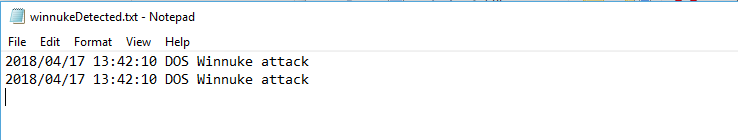 winnukeDetected.txt - Notepad
File Edit Format View Help
2018/04/17 13:42:10 DOS Winnuke attack
2018/04/17 13:42:10 DOS Winnuke attack